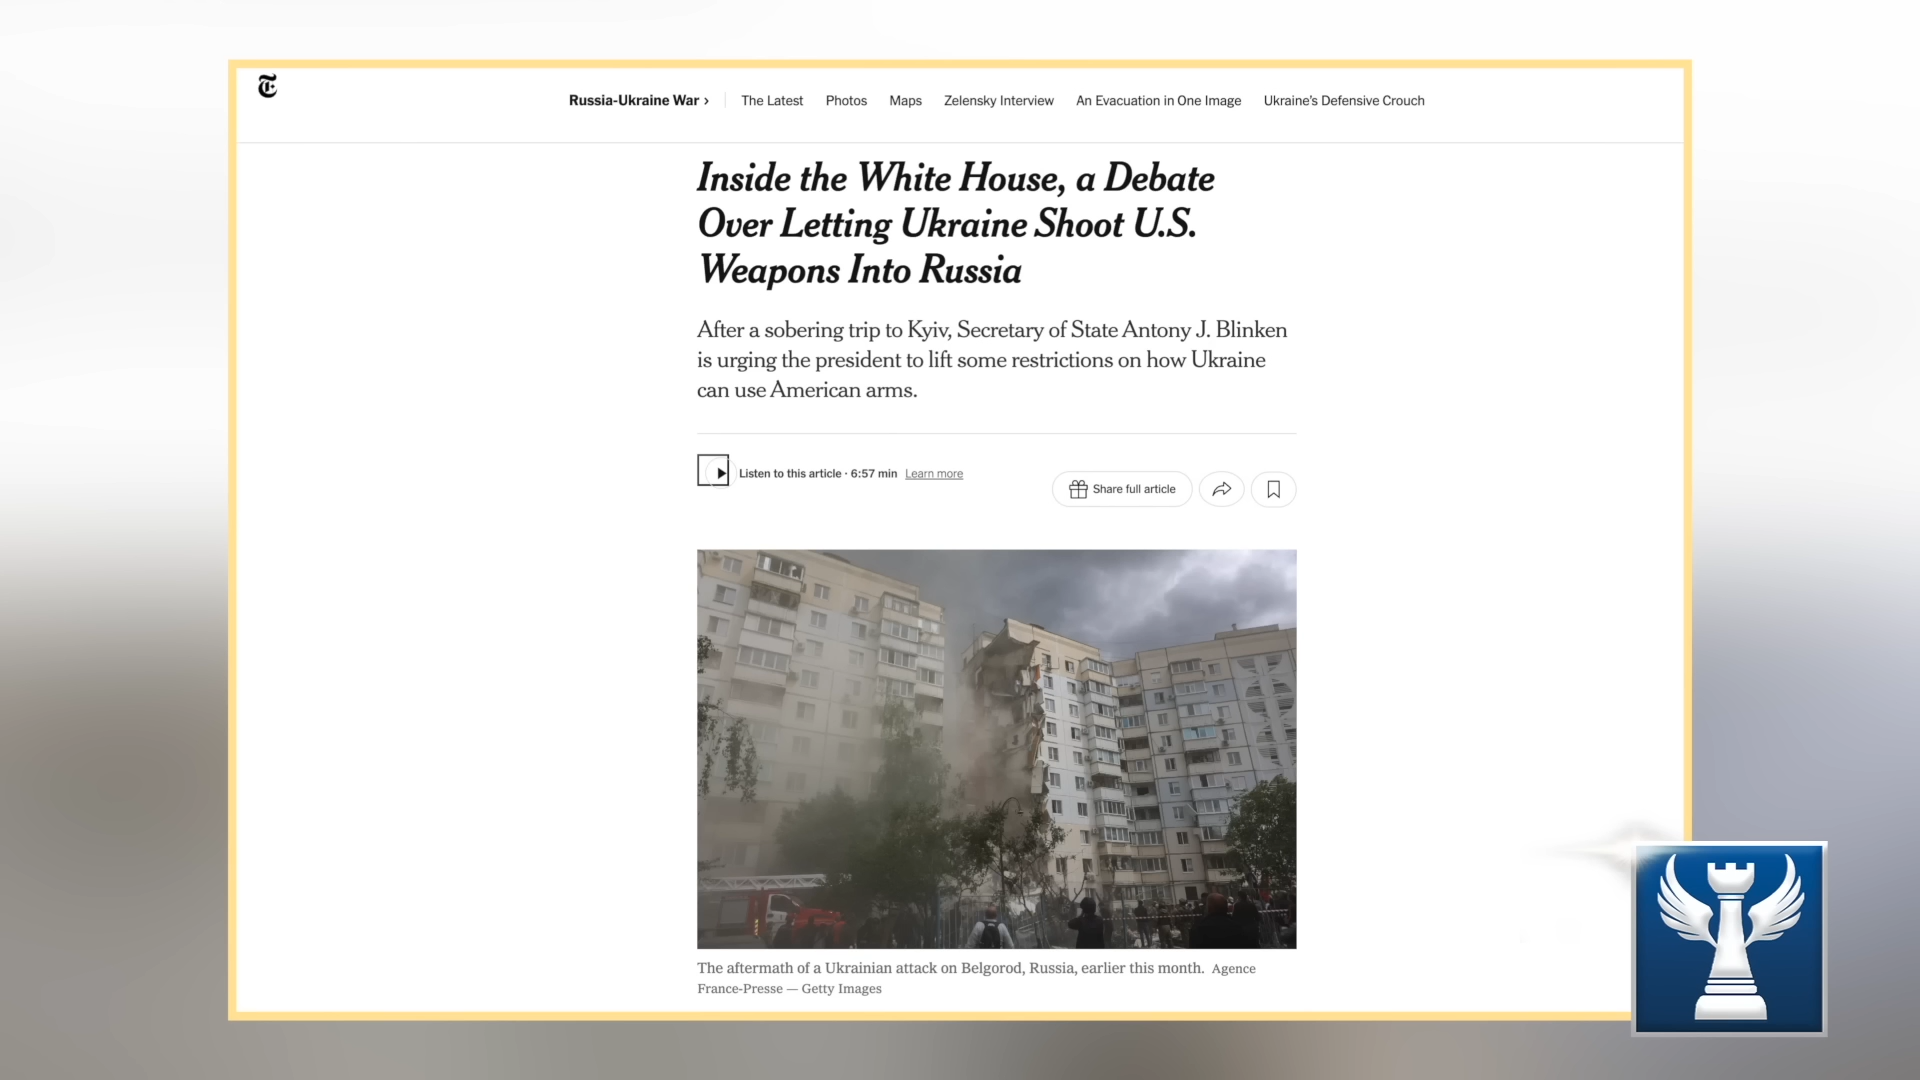 Russia-Ukraine War ›
The Latest
Photos
Maps
Zelensky Interview
An Evacuation in One Image
Ukraine’s Defensive Crouch
Inside the White House, a Debate
Over Letting Ukraine Shoot U.S.
Weapons Into Russia
After a sobering trip to Kyiv, Secretary of State Antony J. Blinken
is urging the president to lift some restrictions on how Ukraine
can use American arms.
Listen to this article · 6:57 min Learn more
Share full article
The aftermath of a Ukrainian attack on Belgorod, Russia, earlier this month. Agence
France-Presse — Getty Images